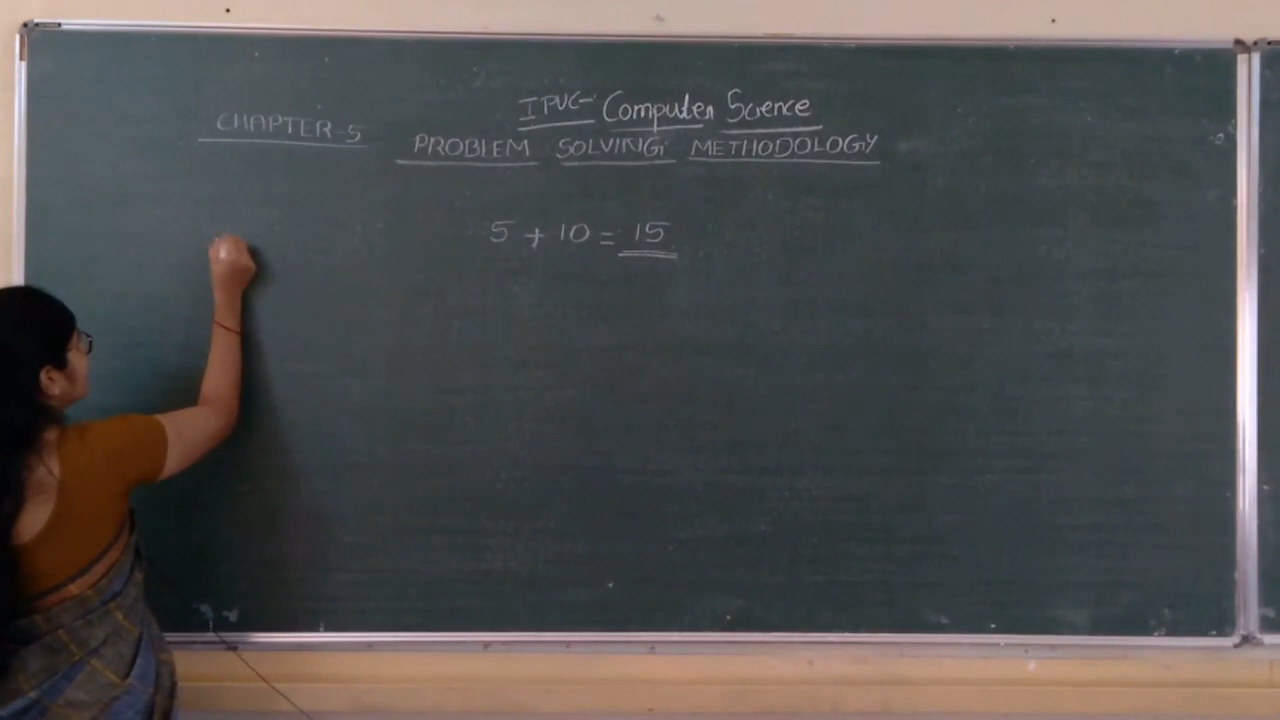 I PUC- Computer Science
CHAPTER-5
PROBLEM SOLVING METHODOLOGY
5 + 10 = 15